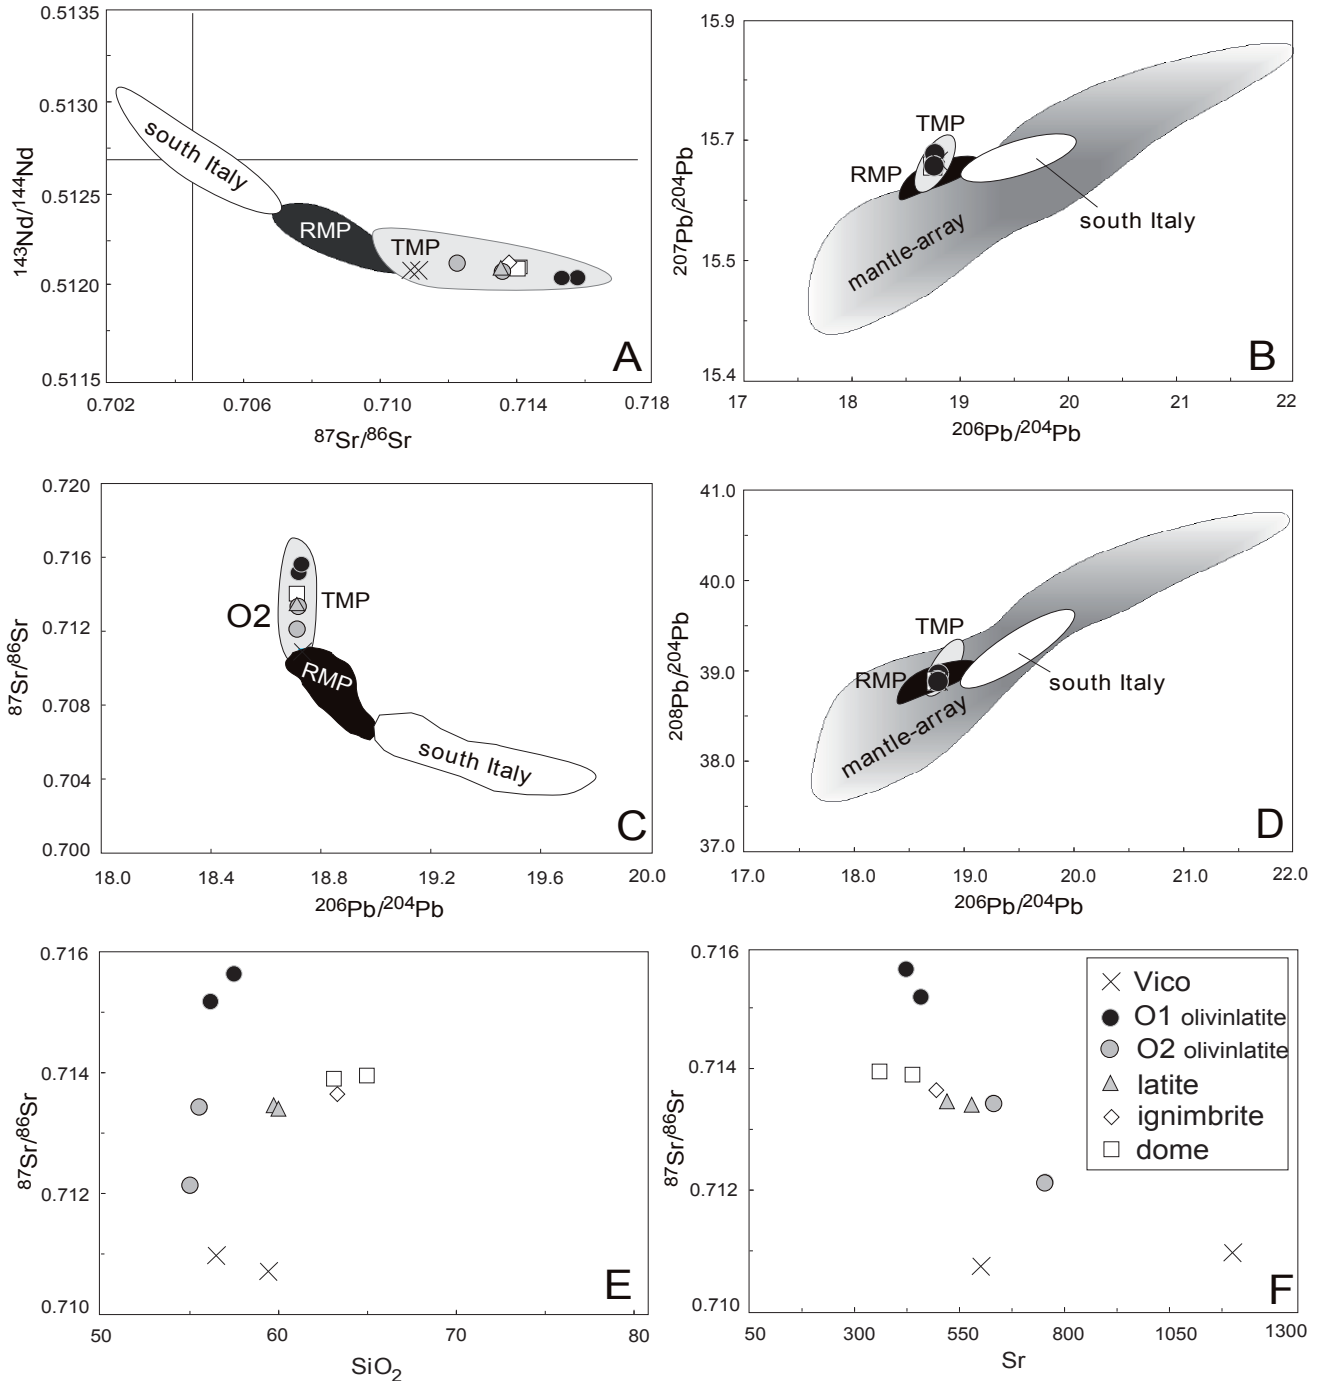 0.5135
0.5130
0.5125
0.5120
0.5115
143Nd/144Nd
south Italy
RMP
TMP
A
0.702 0.706 0.710 0.714 0.718
87Sr/86Sr
15.9
15.7
15.5
15.4
207Pb/204Pb
TMP
RMP
south Italy
mantle-array
B
17 18 19 20 21 22
206Pb/204Pb
0.720
0.716
0.712
0.708
0.704
0.700
87Sr/86Sr
O2
TMP
RMP
south Italy
C
18.0 18.4 18.8 19.2 19.6 20.0
206Pb/204Pb
41.0
40.0
39.0
38.0
37.0
208Pb/204Pb
TMP
RMP
south Italy
mantle-array
D
17.0 18.0 19.0 20.0 21.0 22.0
206Pb/204Pb
0.716
0.714
0.712
0.710
87Sr/86Sr
E
50 60 70 80
SiO2
0.716
0.714
0.712
0.710
87Sr/86Sr
Vico
O1 olivinlatite
O2 olivinlatite
latite
ignimbrite
dome
F
50 300 550 800 1050 1300
Sr